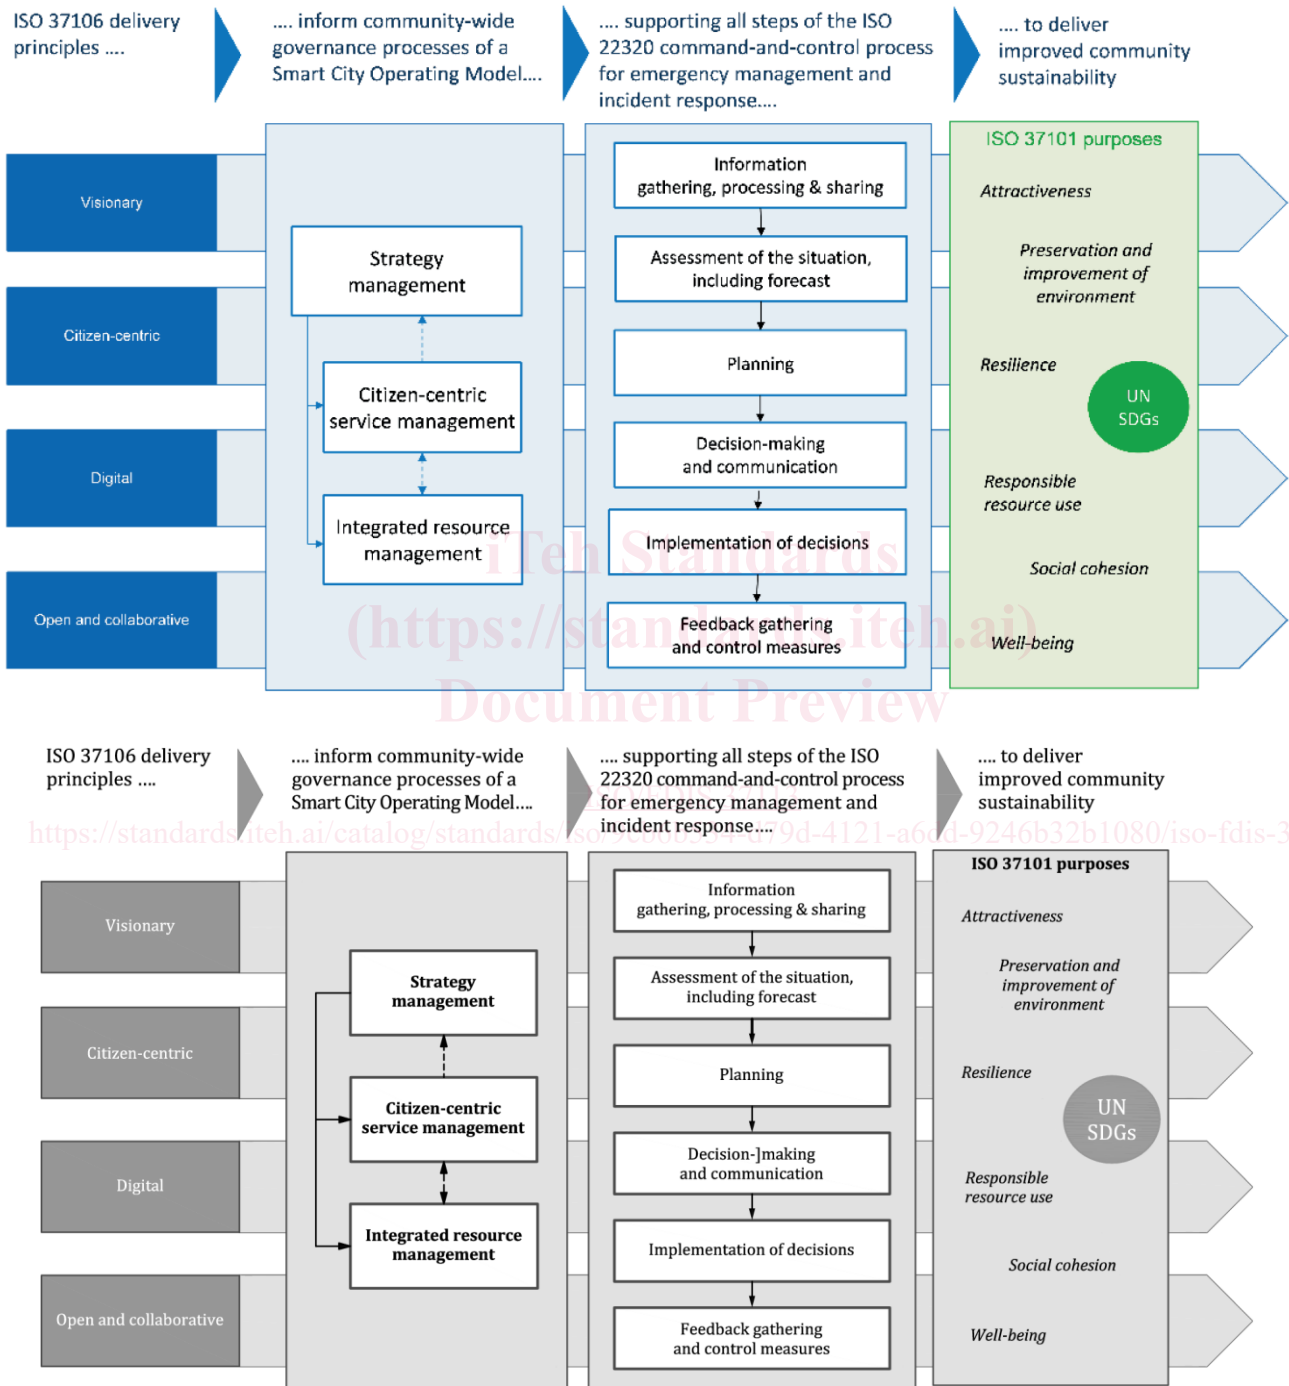 ISO 37106 delivery
principles ....
.... inform community-wide
governance processes of a
Smart City Operating Model....
.... supporting all steps of the ISO
22320 command-and-control process
for emergency management and
incident response....
.... to deliver
improved community
sustainability
Visionary
Citizen-centric
Digital
Open and collaborative
Strategy
management
Citizen-centric
service management
Integrated resource
management
Information
gathering, processing & sharing
Assessment of the situation,
including forecast
Planning
Decision-making
and communication
Implementation of decisions
Feedback gathering
and control measures
ISO 37101 purposes
Attractiveness
Preservation and
improvement of
environment
Resilience
UN
SDGs
Responsible
resource use
Social cohesion
Well-being
iTeh Standards
(https://standards.iteh.ai)
Document Preview
ISO 37106 delivery
principles ....
.... inform community-wide
governance processes of a
Smart City Operating Model....
.... supporting all steps of the ISO
22320 command-and-control process
for emergency management and
incident response....
.... to deliver
improved community
sustainability
ISO/FDIS 37113
Visionary
Citizen-centric
Digital
Open and collaborative
Strategy
management
Citizen-centric
service management
Integrated resource
management
Information
gathering, processing & sharing
Assessment of the situation,
including forecast
Planning
Decision-]making
and communication
Implementation of decisions
Feedback gathering
and control measures
ISO 37101 purposes
Attractiveness
Preservation and
improvement of
environment
Resilience
UN
SDGs
Responsible
resource use
Social cohesion
Well-being